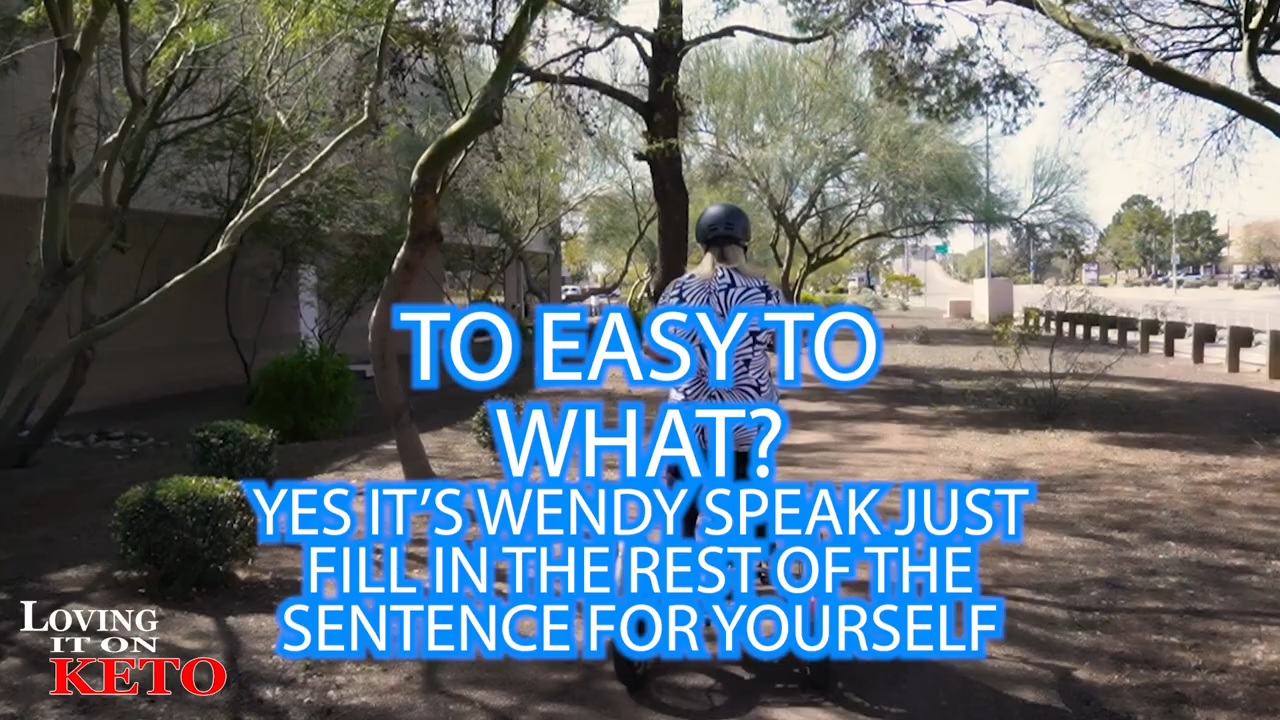 TO EASY TO
WHAT?
YES IT’S WENDY SPEAK JUST
FILL IN THE REST OF THE
SENTENCE FOR YOURSELF
LOVING
IT ON
KETO